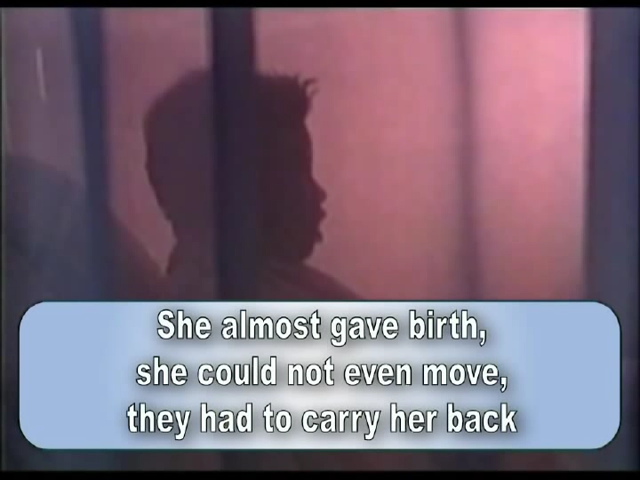 She almost gave birth,
she could not even move,
they had to carry her back